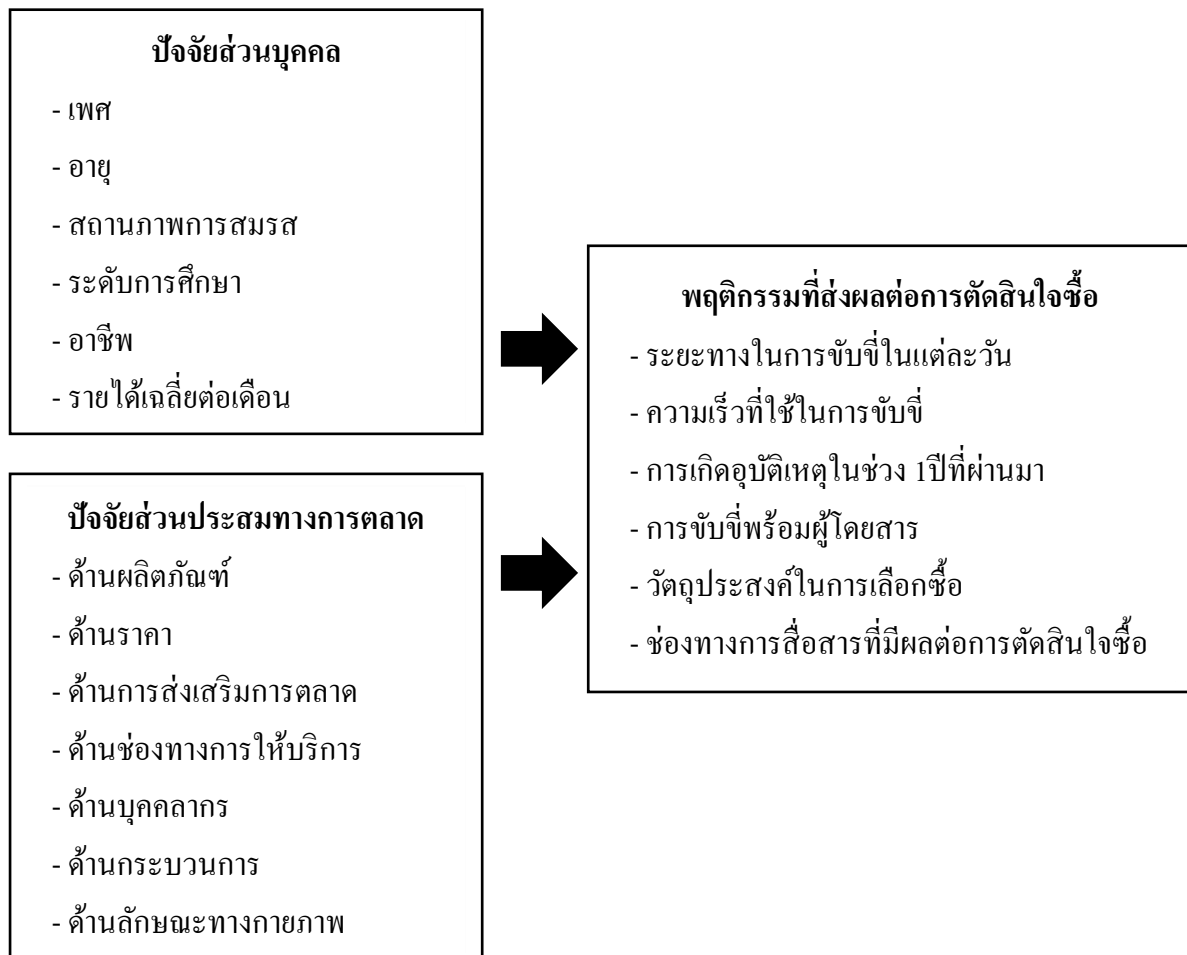 ปัจจัยส่วนบุคคล
- เพศ
- อายุ
- สถานภาพการสมรส
- ระดับการศึกษา
- อาชีพ
- รายได้เฉลี่ยต่อเดือน
ปัจจัยส่วนประสมทางการตลาด
- ด้านผลิตภัณฑ์
- ด้านราคา
- ด้านการส่งเสริมการตลาด
- ด้านช่องทางการให้บริการ
- ด้านบุคคลากร
- ด้านกระบวนการ
- ด้านลักษณะทางกายภาพ
พฤติกรรมที่ส่งผลต่อการตัดสินใจซื้อ
- ระยะทางในการขับขี่ในแต่ละวัน
- ความเร็วที่ใช้ในการขับขี่
- การเกิดอุบัติเหตุในช่วง 1ปีที่ผ่านมา
- การขับขี่พร้อมผู้โดยสาร
- วัตถุประสงค์ในการเลือกซื้อ
- ช่องทางการสื่อสารที่มีผลต่อการตัดสินใจซื้อ